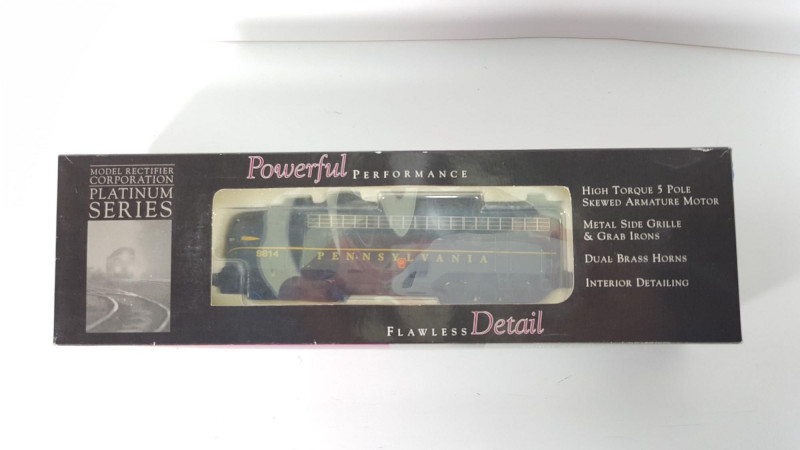 MODEL RECTIFIER
CORPORATION
PLATINUM
SERIES
Powerful PERFORMANCE
9814
PENNSYLVANIA
FLAWLESS Detail
HIGH TORQUE 5 POLE
SKEWED ARMATURE MOTOR
METAL SIDE GRILLE
& GRAB IRONS
DUAL BRASS HORNS
INTERIOR DETAILING